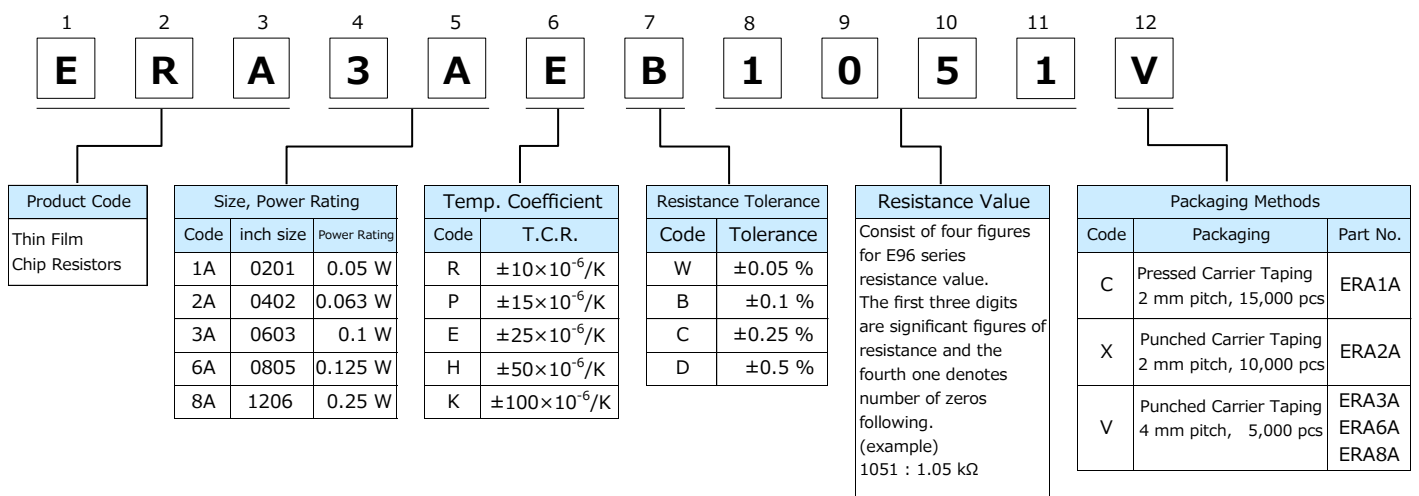 1 2 3 4 5 6 7 8 9 10 11 12
E R A 3 A E B 1 0 5 1 V
Product Code
Thin Film
Chip Resistors
Size, Power Rating
Code inch size Power Rating
1A 0201 0.05 W
2A 0402 0.063 W
3A 0603 0.1 W
6A 0805 0.125 W
8A 1206 0.25 W
Temp. Coefficient
Code T.C.R.
R ±10×10⁻⁶/K
P ±15×10⁻⁶/K
E ±25×10⁻⁶/K
H ±50×10⁻⁶/K
K ±100×10⁻⁶/K
Resistance Tolerance
Code Tolerance
W ±0.05 %
B ±0.1 %
C ±0.25 %
D ±0.5 %
Resistance Value
Consist of four figures
for E96 series
resistance value.
The first three digits
are significant figures of
resistance and the
fourth one denotes
number of zeros
following.
(example)
1051 : 1.05 kΩ
Packaging Methods
Code Packaging Part No.
C Pressed Carrier Taping
2 mm pitch, 15,000 pcs ERA1A
X Punched Carrier Taping
2 mm pitch, 10,000 pcs ERA2A
V Punched Carrier Taping
4 mm pitch, 5,000 pcs
ERA3A
ERA6A
ERA8A